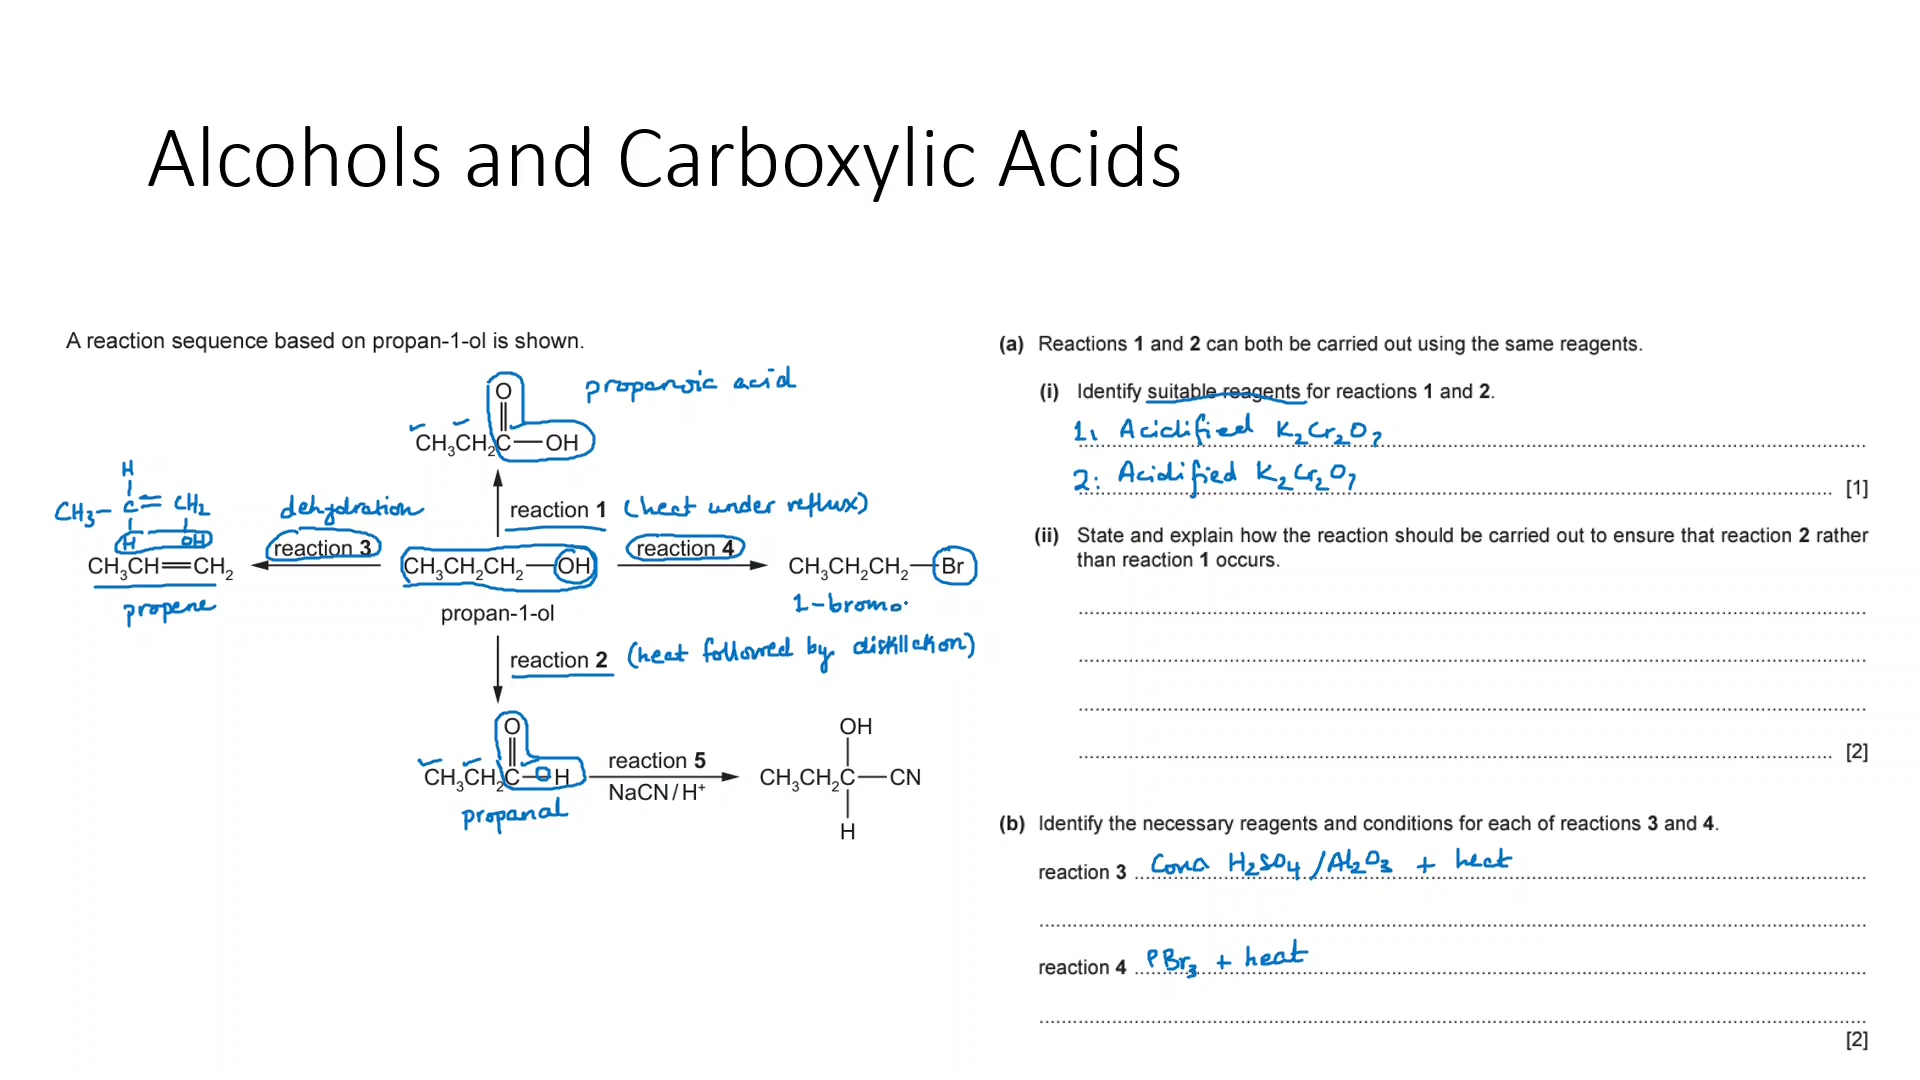 Alcohols and Carboxylic Acids
A reaction sequence based on propan-1-ol is shown.
O
propanoic acid
CH₃CH₂C—OH
H
CH₃– C = CH₂
H OH
dehydration
reaction 1 (heat under reflux)
reaction 3
reaction 4
CH₃CH=CH₂
CH₃CH₂CH₂—OH
CH₃CH₂CH₂—Br
propene
propan-1-ol
1-bromo
reaction 2 (heat followed by distillation)
O
CH₃CH₂C—O H
propanal
reaction 5
NaCN/H⁺
OH
CH₃CH₂C—CN
H
(a) Reactions 1 and 2 can both be carried out using the same reagents.
(i) Identify suitable reagents for reactions 1 and 2.
1. Acidified K₂Cr₂O₇
2: Acidified K₂Cr₂O₇
[1]
(ii) State and explain how the reaction should be carried out to ensure that reaction 2 rather
than reaction 1 occurs.
[2]
(b) Identify the necessary reagents and conditions for each of reactions 3 and 4.
reaction 3 Conc H₂SO₄ /Al₂O₃ + heat
reaction 4 PBr₃ + heat
[2]